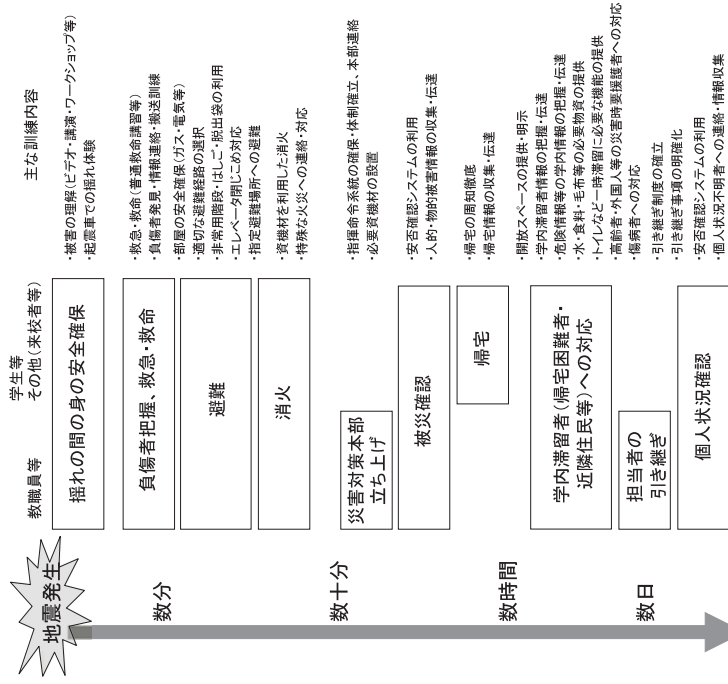 地震発生
教職員等
学生等
その他(来校者等)
主な訓練内容
揺れの間の身の安全確保
・被害の理解(ビデオ・講演・ワークショップ等)
・起震車での揺れ体験
数分
負傷者把握、救急・救命
・救急・救命(普通救命講習等)
・負傷者発見・情報連絡・搬送訓練
避難
・部屋の安全確保(ガス・電気等)
・適切な避難経路の選択
・非常用階段・はしご・脱出袋の利用
・エレベータ閉じこめ対応
・指定避難場所への避難
消火
・資機材を利用した消火
・特殊な火災への連絡・対応
数十分
災害対策本部
立ち上げ
・指揮命令系統の確保・体制確立、本部連絡
・必要資機材の設置
被災確認
・安否確認システムの利用
・人的・物的被害情報の収集・伝達
帰宅
・帰宅の周知徹底
・帰宅情報の収集・伝達
数時間
学内滞留者(帰宅困難者・
近隣住民等)への対応
・開放スペースの提供・明示
・学内滞留者情報の把握・伝達
・危険情報等の学内情報の把握・伝達
・水・食料・毛布等の必要物資の提供
・トイレなど一時滞留に必要な機能の提供
・高齢者・外国人等の災害時要援護者への対応
・傷病者への対応
数日
担当者の
引き継ぎ
・引き継ぎ制度の確立
・引き継ぎ事項の明確化
個人状況確認
・安否確認システムの利用
・個人状況不明者への連絡・情報収集